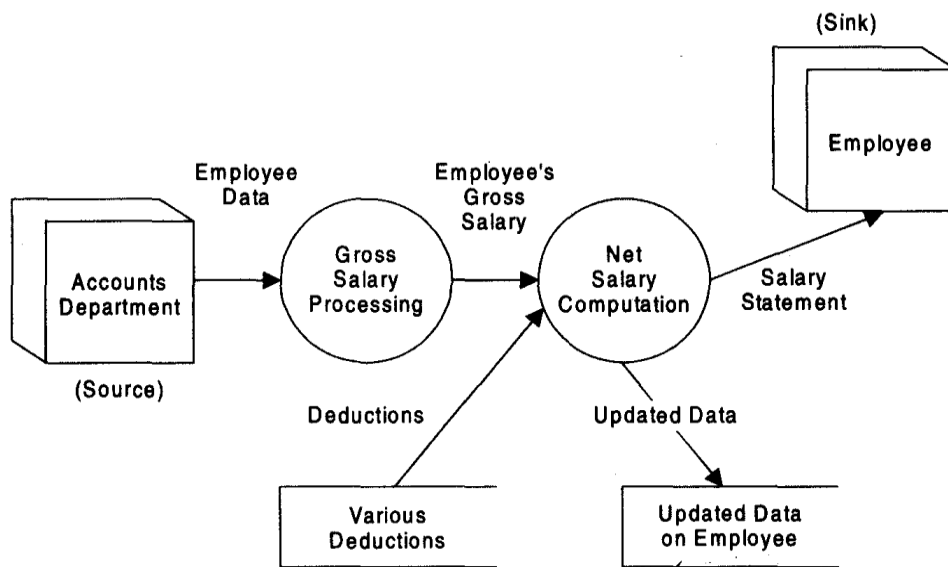 (Sink)
Employee
Employee
Data
Employee's
Gross
Salary
Accounts
Department
(Source)
Gross
Salary
Processing
Net
Salary
Computation
Salary
Statement
Deductions
Updated Data
Various
Deductions
Updated Data
on Employee